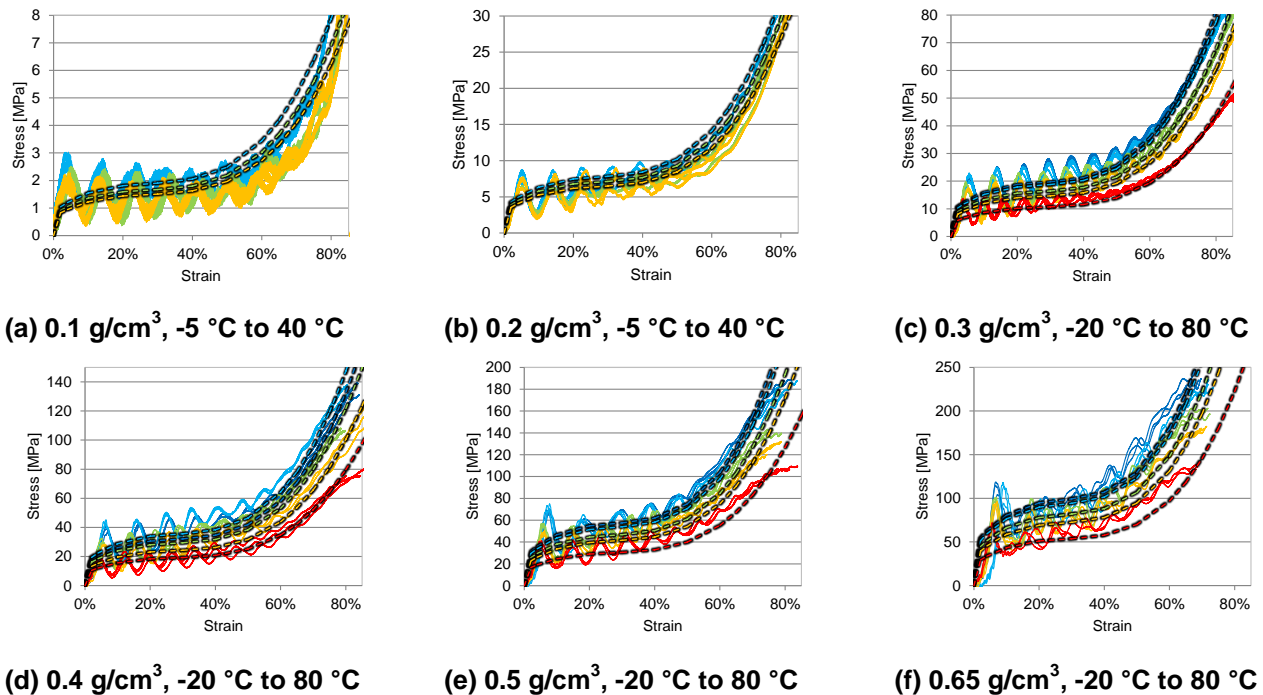 8
7
6
5
4
3
2
1
0
Stress [MPa]
0% 20% 40% 60% 80%
Strain
(a) 0.1 g/cm³, -5 °C to 40 °C
30
25
20
15
10
5
0
Stress [MPa]
0% 20% 40% 60% 80%
Strain
(b) 0.2 g/cm³, -5 °C to 40 °C
80
70
60
50
40
30
20
10
0
Stress [MPa]
0% 20% 40% 60% 80%
Strain
(c) 0.3 g/cm³, -20 °C to 80 °C
140
120
100
80
60
40
20
0
Stress [MPa]
0% 20% 40% 60% 80%
Strain
(d) 0.4 g/cm³, -20 °C to 80 °C
200
180
160
140
120
100
80
60
40
20
0
Stress [MPa]
0% 20% 40% 60% 80%
Strain
(e) 0.5 g/cm³, -20 °C to 80 °C
250
200
150
100
50
0
Stress [MPa]
0% 20% 40% 60% 80%
Strain
(f) 0.65 g/cm³, -20 °C to 80 °C